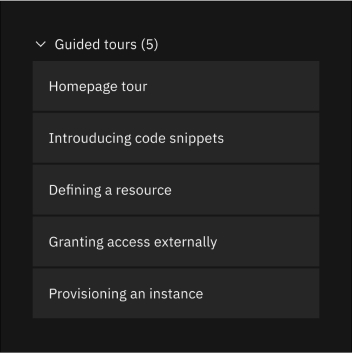 Guided tours (5)
Homepage tour
Introuducing code snippets
Defining a resource
Granting access externally
Provisioning an instance